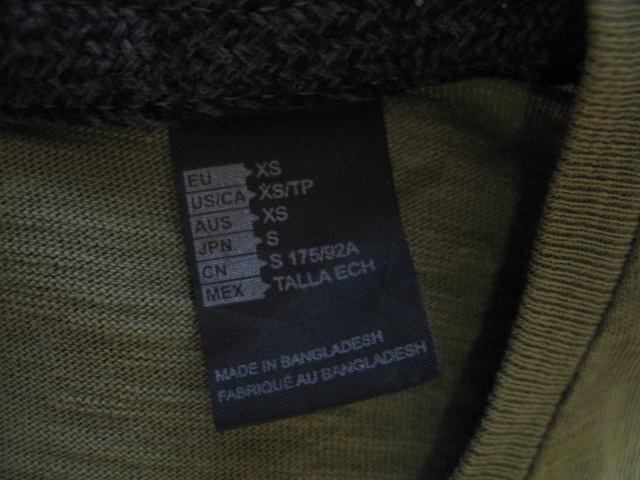 EU XS
US/CA XS/TP
AUS XS
JPN S
CN S 175/92A
MEX TALLA ECH
MADE IN BANGLADESH
FABRIQUÉ AU BANGLADESH